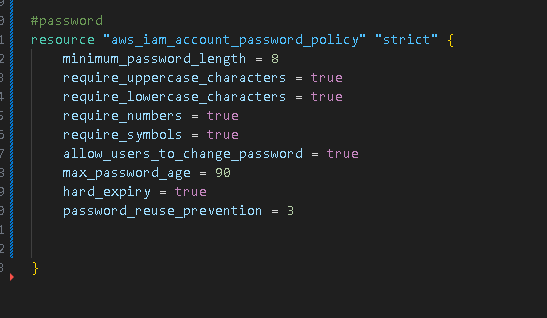 #password
resource "aws_iam_account_password_policy" "strict" {
minimum_password_length = 8
require_uppercase_characters = true
require_lowercase_characters = true
require_numbers = true
require_symbols = true
allow_users_to_change_password = true
max_password_age = 90
hard_expiry = true
password_reuse_prevention = 3
}